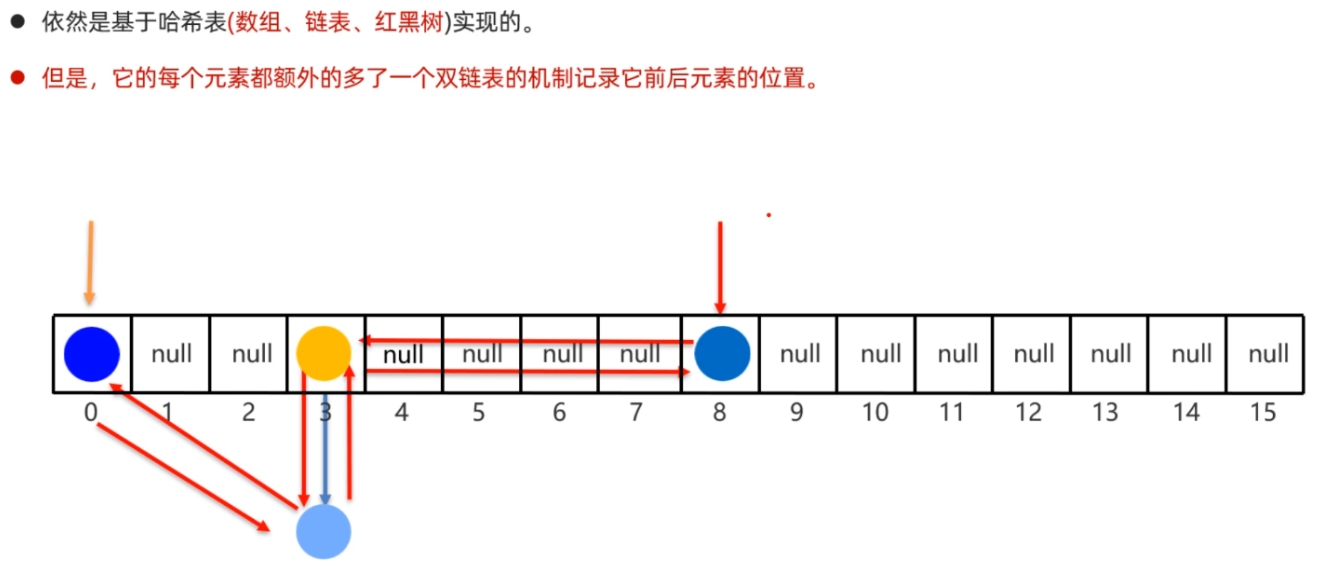 依然是基于哈希表(数组、链表、红黑树)实现的。
但是，它的每个元素都额外的多了一个双链表的机制记录它前后元素的位置。
null null null null null null null null null null null null null
0 1 2 3 4 5 6 7 8 9 10 11 12 13 14 15